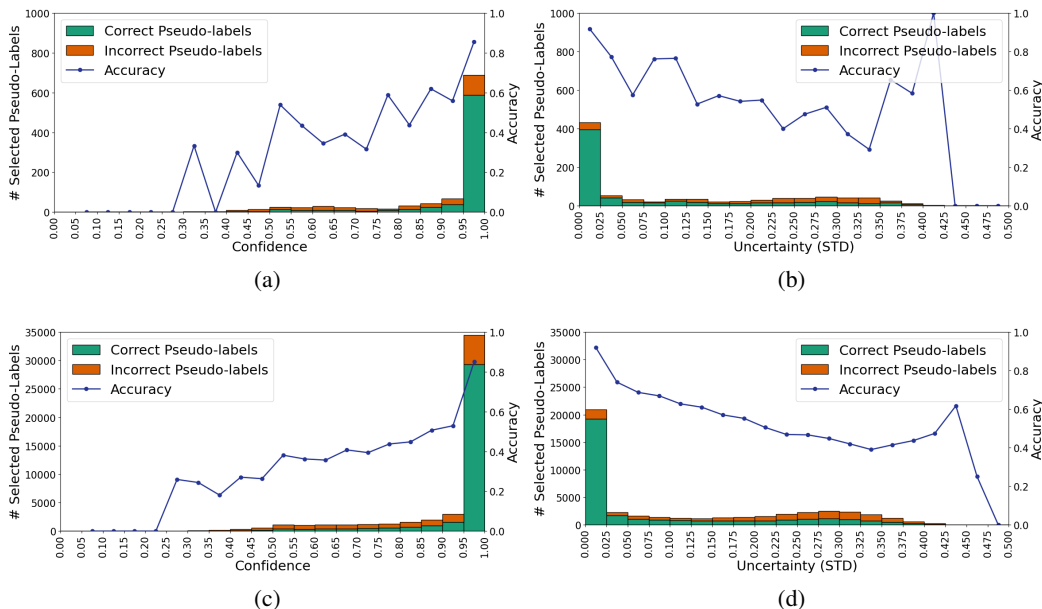 1000
800
600
400
200
0
# Selected Pseudo-Labels
Correct Pseudo-labels
Incorrect Pseudo-labels
Accuracy
1.0
0.8
0.6
0.4
0.2
0.0
Accuracy
0.00 0.05 0.10 0.15 0.20 0.25 0.30 0.35 0.40 0.45 0.50 0.55 0.60 0.65 0.70 0.75 0.80 0.85 0.90 0.95 1.00
Confidence
(a)
1000
800
600
400
200
0
# Selected Pseudo-Labels
Correct Pseudo-labels
Incorrect Pseudo-labels
Accuracy
1.0
0.8
0.6
0.4
0.2
0.0
Accuracy
0.000 0.025 0.050 0.075 0.100 0.125 0.150 0.175 0.200 0.225 0.250 0.275 0.300 0.325 0.350 0.375 0.400 0.425 0.450 0.475 0.500
Uncertainty (STD)
(b)
35000
30000
25000
20000
15000
10000
5000
0
# Selected Pseudo-Labels
Correct Pseudo-labels
Incorrect Pseudo-labels
Accuracy
1.0
0.8
0.6
0.4
0.2
0.0
Accuracy
0.00 0.05 0.10 0.15 0.20 0.25 0.30 0.35 0.40 0.45 0.50 0.55 0.60 0.65 0.70 0.75 0.80 0.85 0.90 0.95 1.00
Confidence
(c)
35000
30000
25000
20000
15000
10000
5000
0
# Selected Pseudo-Labels
Correct Pseudo-labels
Incorrect Pseudo-labels
Accuracy
1.0
0.8
0.6
0.4
0.2
0.0
Accuracy
0.000 0.025 0.050 0.075 0.100 0.125 0.150 0.175 0.200 0.225 0.250 0.275 0.300 0.325 0.350 0.375 0.400 0.425 0.450 0.475 0.500
Uncertainty (STD)
(d)